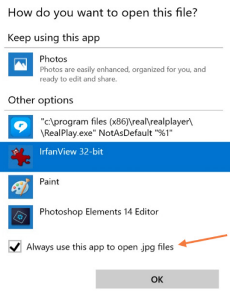 How do you want to open this file?
Keep using this app
Photos
Photos are easily enhanced, organized for you, and
ready to edit and share.
Other options
"c:\program files (x86)\real\realplayer\
\RealPlay.exe" NotAsDefault "%1"
IrfanView 32-bit
Paint
Photoshop Elements 14 Editor
Always use this app to open .jpg files
OK